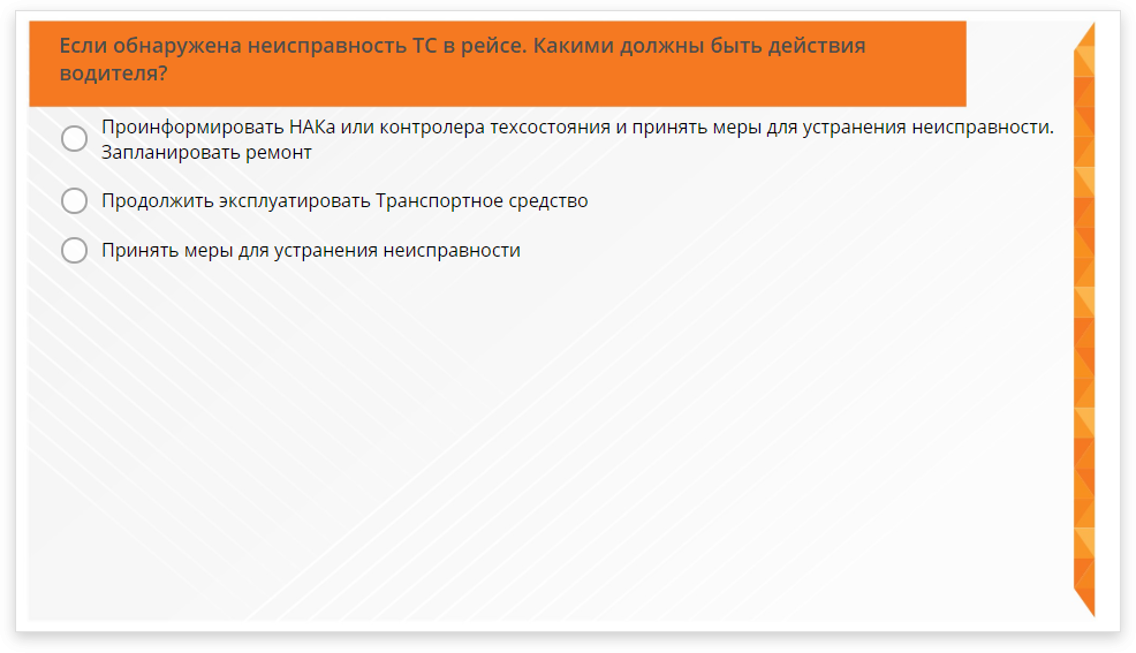 Если обнаружена неисправность ТС в рейсе. Какими должны быть действия
водителя?
Проинформировать НАКа или контролера техсостояния и принять меры для устранения неисправности.
Запланировать ремонт
Продолжить эксплуатировать Транспортное средство
Принять меры для устранения неисправности